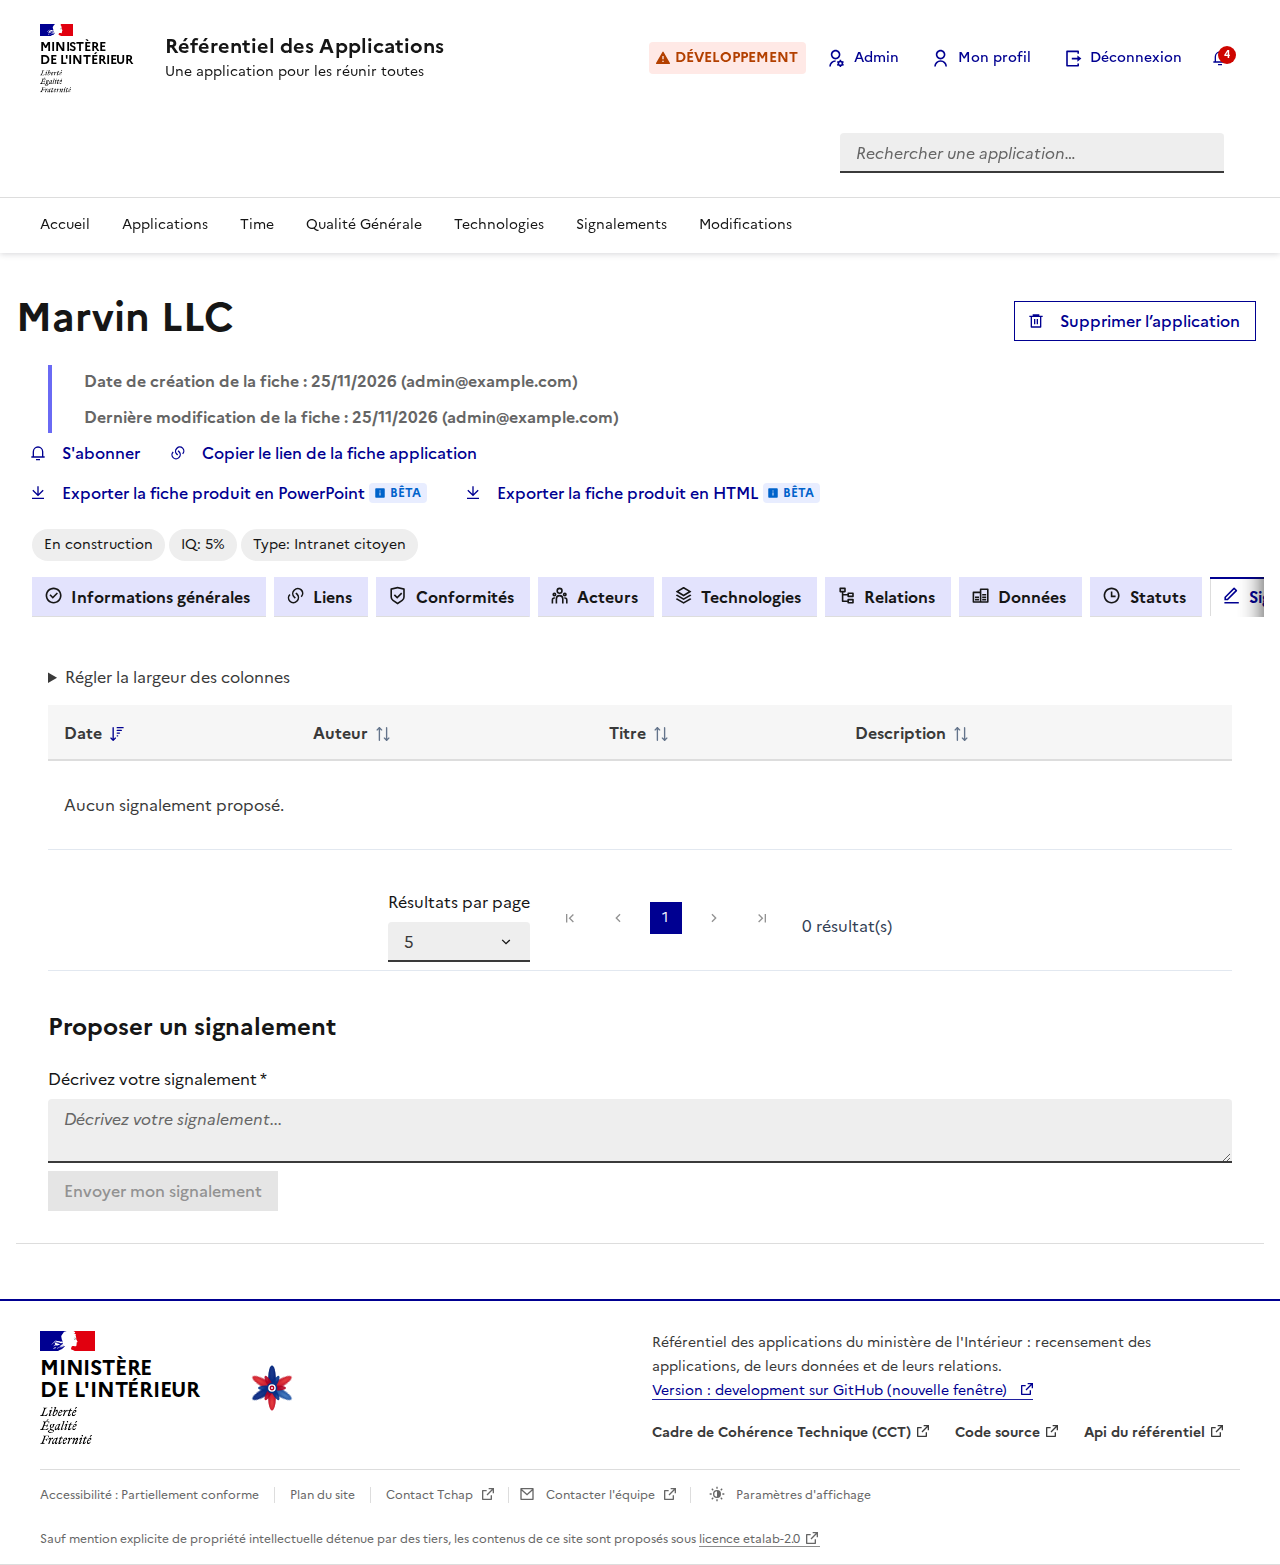 MINISTÈRE
DE L'INTÉRIEUR
Liberté
Égalité
Fraternité
Référentiel des Applications
Une application pour les réunir toutes
DÉVELOPPEMENT
Admin
Mon profil
Déconnexion
4
Rechercher une application...
Accueil
Applications
Time
Qualité Générale
Technologies
Signalements
Modifications
Marvin LLC
Supprimer l’application
Date de création de la fiche : 25/11/2026 (admin@example.com)
Dernière modification de la fiche : 25/11/2026 (admin@example.com)
S'abonner
Copier le lien de la fiche application
Exporter la fiche produit en PowerPoint
BÊTA
Exporter la fiche produit en HTML
BÊTA
En construction
IQ: 5%
Type: Intranet citoyen
Informations générales
Liens
Conformités
Acteurs
Technologies
Relations
Données
Statuts
Régler la largeur des colonnes
Date
Auteur
Titre
Description
Aucun signalement proposé.
Résultats par page
5
1
0 résultat(s)
Proposer un signalement
Décrivez votre signalement *
Décrivez votre signalement...
Envoyer mon signalement
MINISTÈRE
DE L'INTÉRIEUR
Liberté
Égalité
Fraternité
Référentiel des applications du ministère de l'Intérieur : recensement des
applications, de leurs données et de leurs relations.
Version : development sur GitHub (nouvelle fenêtre)
Cadre de Cohérence Technique (CCT)
Code source
Api du référentiel
Accessibilité : Partiellement conforme
Plan du site
Contact Tchap
Contacter l'équipe
Paramètres d'affichage
Sauf mention explicite de propriété intellectuelle détenue par des tiers, les contenus de ce site sont proposés sous licence etalab-2.0